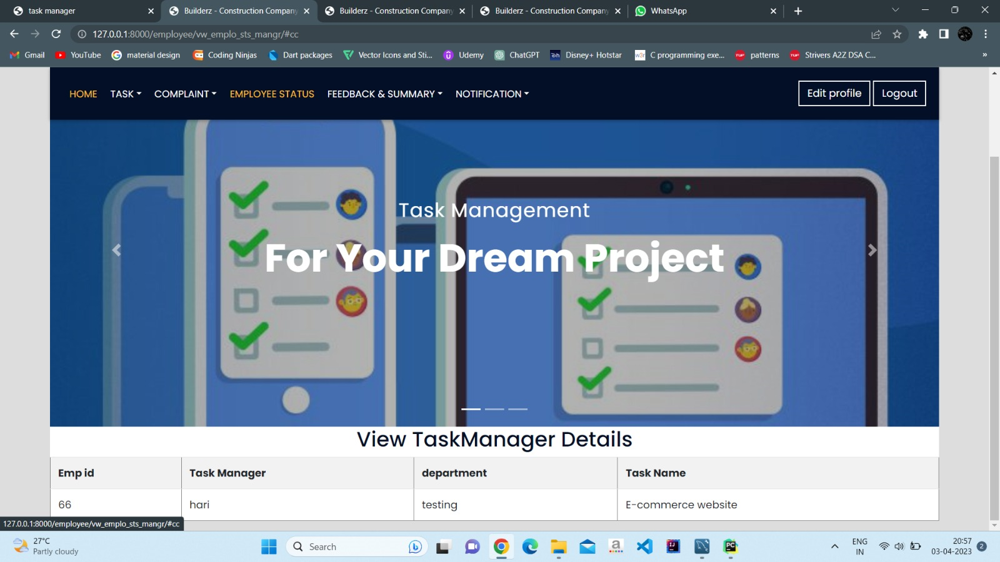 task manager
Builderz - Construction Company
Builderz - Construction Company
Builderz - Construction Company
WhatsApp
127.0.0.1:8000/employee/vw_emplo_sts_mangr/#cc
Gmail YouTube material design Coding Ninjas Dart packages Vector Icons and Sti... Udemy ChatGPT Disney+ Hotstar C programming exe... patterns Strivers A2Z DSA C... »
HOME TASK COMPLAINT EMPLOYEE STATUS FEEDBACK & SUMMARY NOTIFICATION Edit profile Logout
Task Management
For Your Dream Project
View TaskManager Details
Emp id Task Manager department Task Name
66 hari testing E-commerce website
127.0.0.1:8000/employee/vw_emplo_sts_mangr/#cc
27°C
Partly cloudy
Search
ENG
IN
20:57
03-04-2023
2